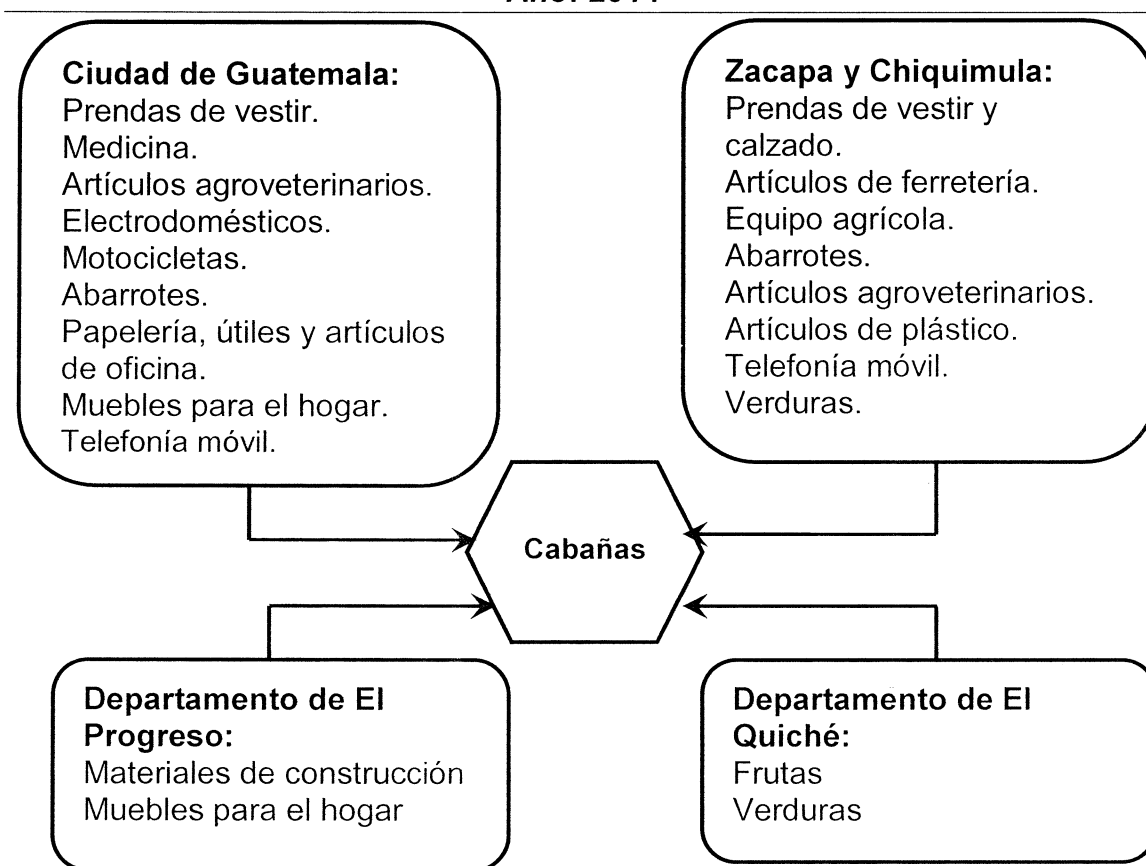 Ciudad de Guatemala:
Prendas de vestir.
Medicina.
Artículos agroveterinarios.
Electrodomésticos.
Motocicletas.
Abarrotes.
Papelería, útiles y artículos
de oficina.
Muebles para el hogar.
Telefonía móvil.
Zacapa y Chiquimula:
Prendas de vestir y
calzado.
Artículos de ferretería.
Equipo agrícola.
Abarrotes.
Artículos agroveterinarios.
Artículos de plástico.
Telefonía móvil.
Verduras.
Cabañas
Departamento de El
Progreso:
Materiales de construcción
Muebles para el hogar
Departamento de El
Quiché:
Frutas
Verduras